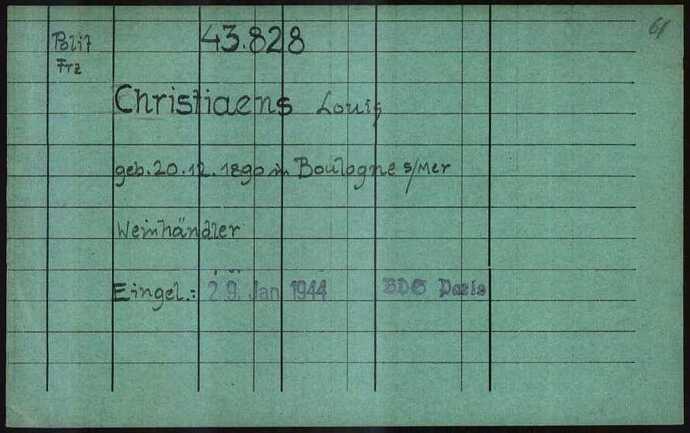 Polit 43.828 61
Frz
Christiaens Louis
geb. 20.12.1890 in Boulogne s/Mer
Weinhändler
Eingel.: 29. Jan 1944 BDS Paris